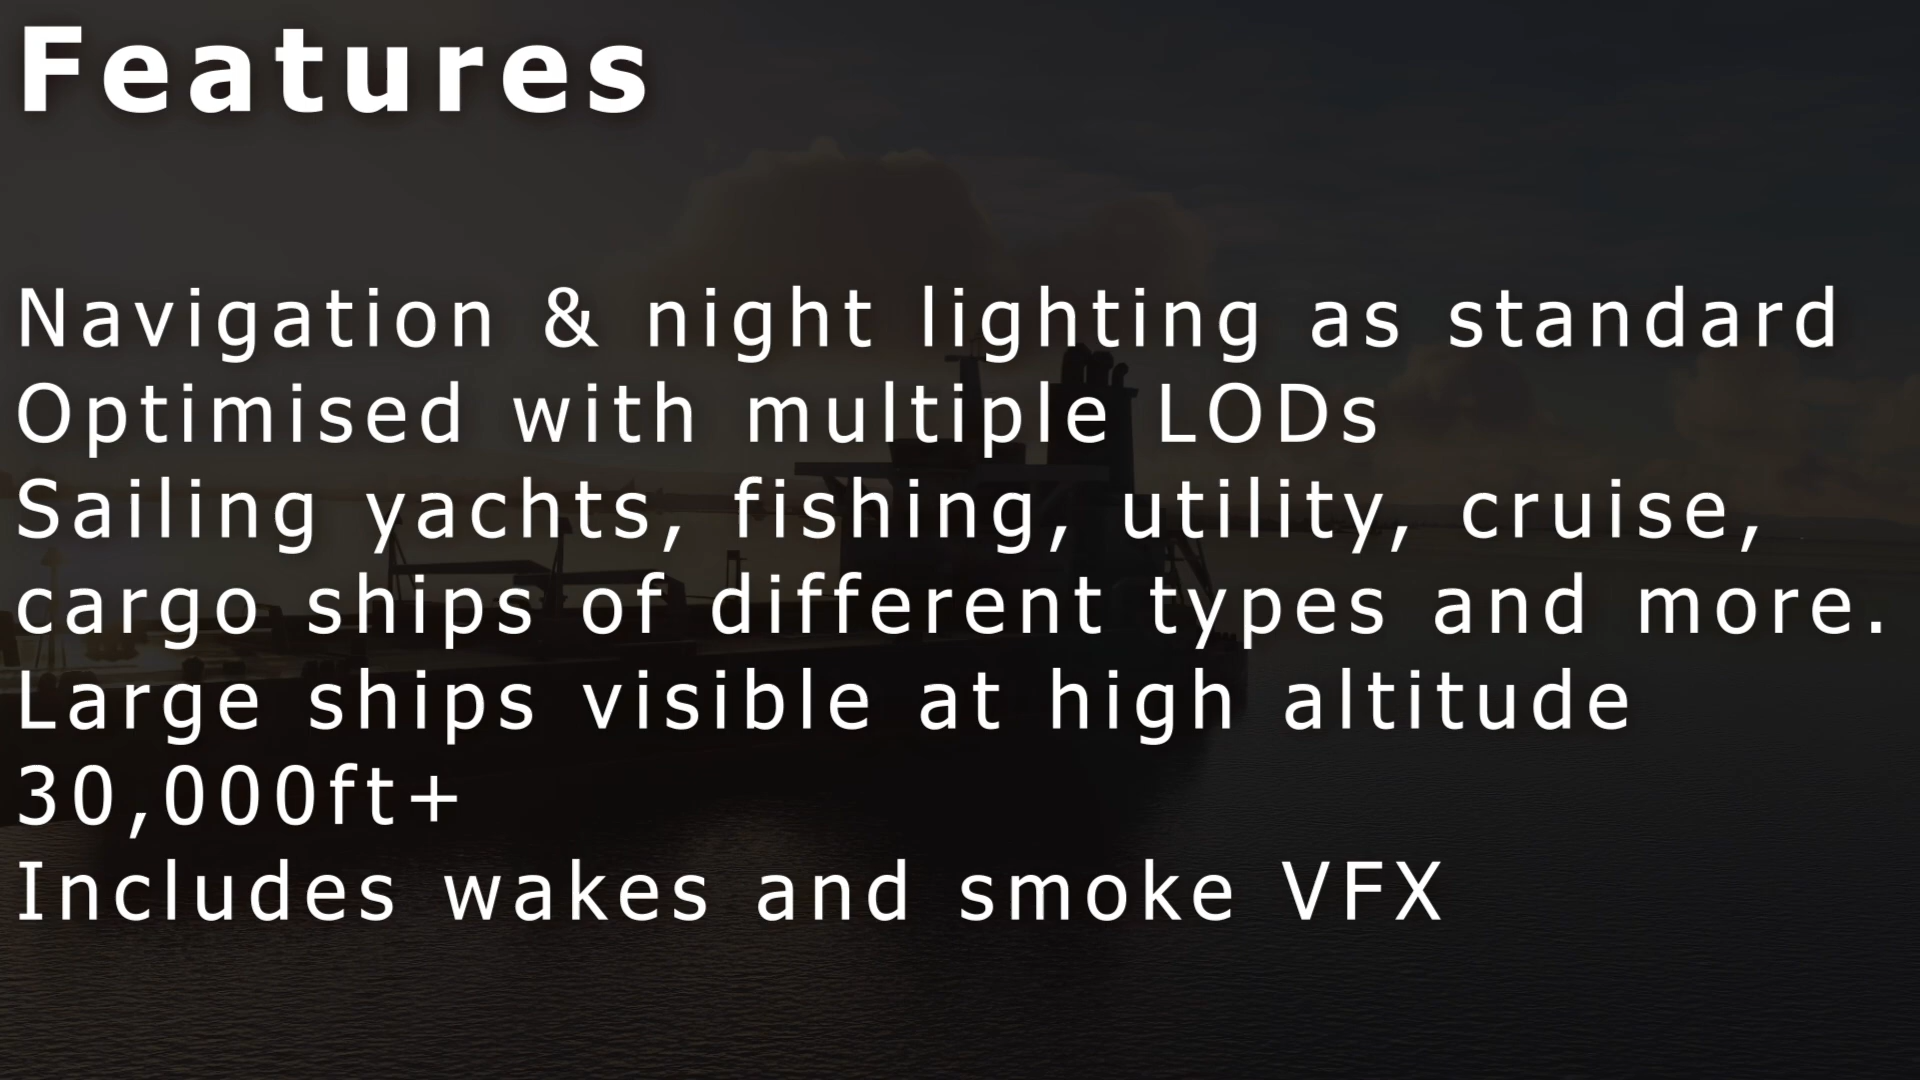 Features
Navigation & night lighting as standard
Optimised with multiple LODs
Sailing yachts, fishing, utility, cruise,
cargo ships of different types and more.
Large ships visible at high altitude
30,000ft+
Includes wakes and smoke VFX